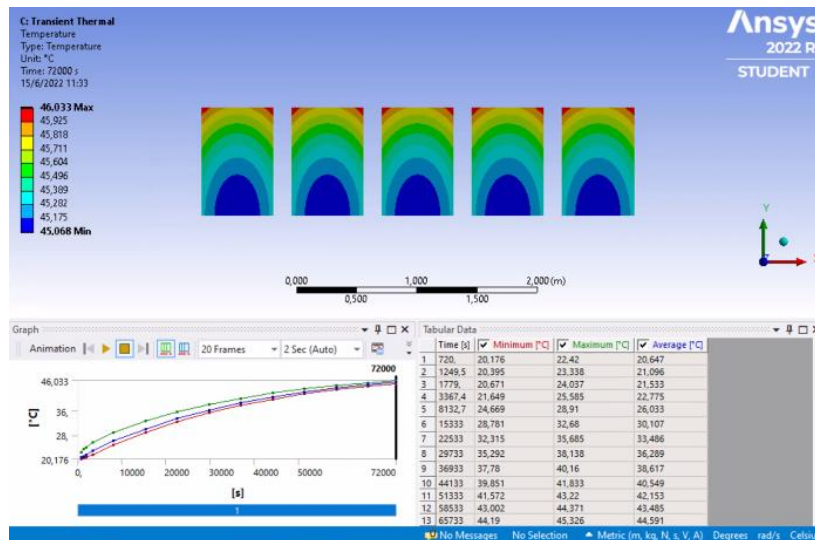 C: Transient Thermal
Temperature
Type: Temperature
Unit: °C
Time: 72000 s
15/6/2022 11:33
46,033 Max
45,925
45,818
45,711
45,604
45,496
45,389
45,282
45,175
45,068 Min
Ansys
2022 R
STUDENT
Y
0,000 1,000 2,000 (m)
0,500 1,500
Graph
Animation 20 Frames 2 Sec (Auto)
72000
46,033
36,
28,
20,176
[°C]
0, 10000 20000 30000 40000 50000 72000
[s]
1
Tabular Data
Time [s] Minimum [°C] Maximum [°C] Average [°C]
1 720, 20,176 22,42 20,647
2 1249,5 20,395 23,338 21,096
3 1779, 20,671 24,037 21,533
4 3367,4 21,649 25,585 22,775
5 8132,7 24,669 28,91 26,033
6 15333 28,781 32,68 30,107
7 22533 32,315 35,685 33,486
8 29733 35,292 38,138 36,289
9 36933 37,78 40,16 38,617
10 44133 39,851 41,833 40,549
11 51333 41,572 43,22 42,153
12 58533 43,002 44,371 43,485
13 65733 44,19 45,326 44,591
No Messages No Selection Metric (m, kg, N, s, V, A) Degrees rad/s Celsiu